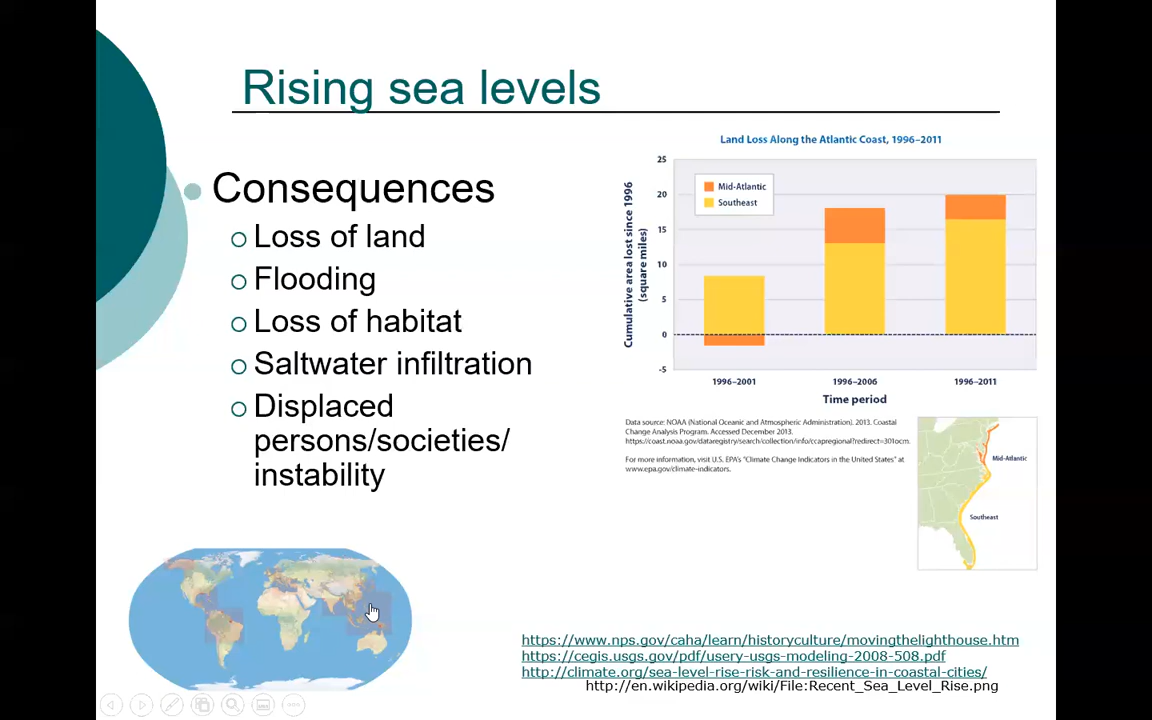 Rising sea levels
Consequences
Loss of land
Flooding
Loss of habitat
Saltwater infiltration
Displaced
persons/societies/
instability
Land Loss Along the Atlantic Coast, 1996–2011
Cumulative area lost since 1996
(square miles)
25
20
15
10
5
0
-5
Mid-Atlantic
Southeast
1996–2001 1996–2006 1996–2011
Time period
Data source: NOAA (National Oceanic and Atmospheric Administration). 2013. Coastal
Change Analysis Program. Accessed December 2013.
https://coast.noaa.gov/dataregistry/search/collection/info/ccapregional?redirect=301ocm.
For more information, visit U.S. EPA's "Climate Change Indicators in the United States" at
www.epa.gov/climate-indicators.
Mid-Atlantic
Southeast
https://www.nps.gov/caha/learn/historyculture/movingthelighthouse.htm
https://cegis.usgs.gov/pdf/usery-usgs-modeling-2008-508.pdf
http://climate.org/sea-level-rise-risk-and-resilience-in-coastal-cities/
http://en.wikipedia.org/wiki/File:Recent_Sea_Level_Rise.png